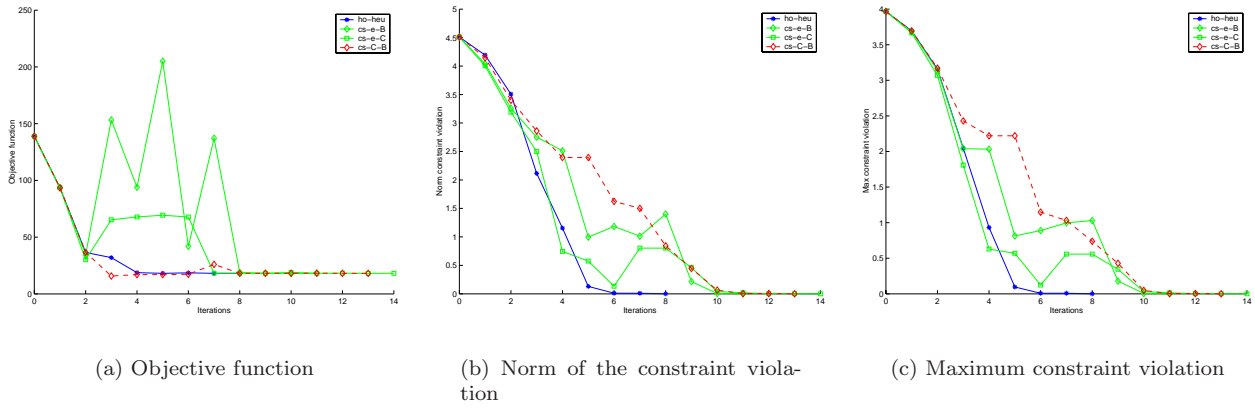 250
200
150
100
50
0
Objective function
0 2 4 6 8 10 12 14
Iterations
ho−heu
cs−e−B
cs−e−C
cs−C−B
5
4.5
4
3.5
3
2.5
2
1.5
1
0.5
0
Norm constraint violation
0 2 4 6 8 10 12 14
Iterations
ho−heu
cs−e−B
cs−e−C
cs−C−B
4
3.5
3
2.5
2
1.5
1
0.5
0
Max constraint violation
0 2 4 6 8 10 12 14
Iterations
ho−heu
cs−e−B
cs−e−C
cs−C−B
(a) Objective function
(b) Norm of the constraint viola-
tion
(c) Maximum constraint violation